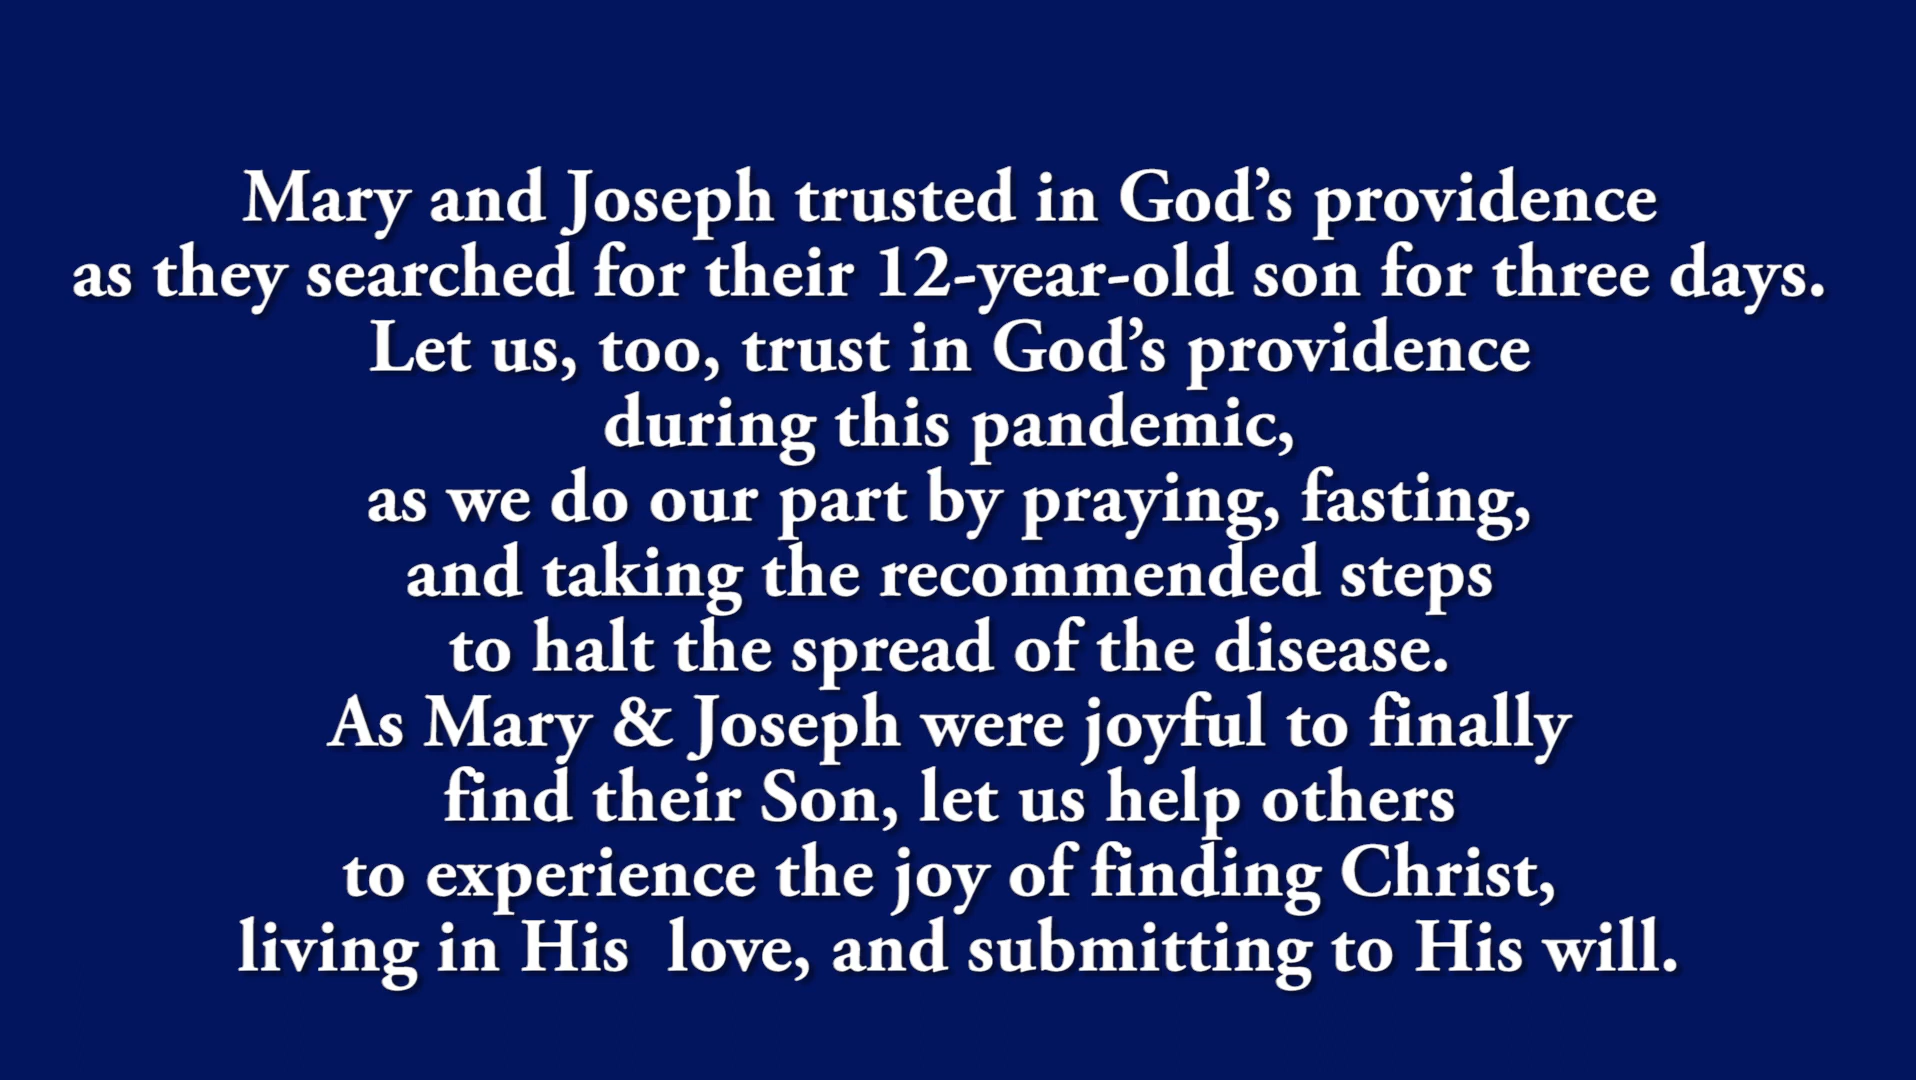 Mary and Joseph trusted in God’s providence
as they searched for their 12-year-old son for three days.
Let us, too, trust in God’s providence
during this pandemic,
as we do our part by praying, fasting,
and taking the recommended steps
to halt the spread of the disease.
As Mary & Joseph were joyful to finally
find their Son, let us help others
to experience the joy of finding Christ,
living in His  love, and submitting to His will.